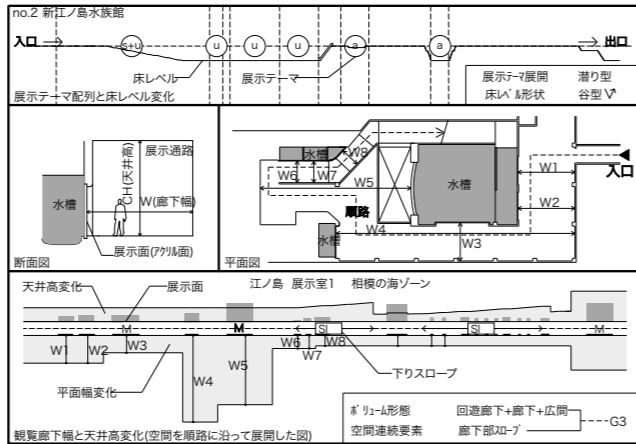 no.2 新江ノ島水族館
入口
s+u
u
u
u
a
a
出口
床レベル
展示テーマ
展示テーマ配列と床レベル変化
展示テーマ展開 潜り型
床レベル形状 谷型
展示通路
CH(天井高)
W(廊下幅)
水槽
展示面(アクリル面)
断面図
水槽
W6
W7
W8
W5
水槽
W1
入口
W2
順路
W4
水槽
W3
平面図
江ノ島 展示室1 相模の海ゾーン
天井高変化
展示面
M
M
SI
SI
M
W1
W2
W3
W4
W5
W6
W7
W8
下りスロープ
平面幅変化
観覧廊下幅と天井高変化(空間を順路に沿って展開した図)
ボリューム形態 回遊廊下+廊下+広間
空間連続要素 廊下部スロープ
G3